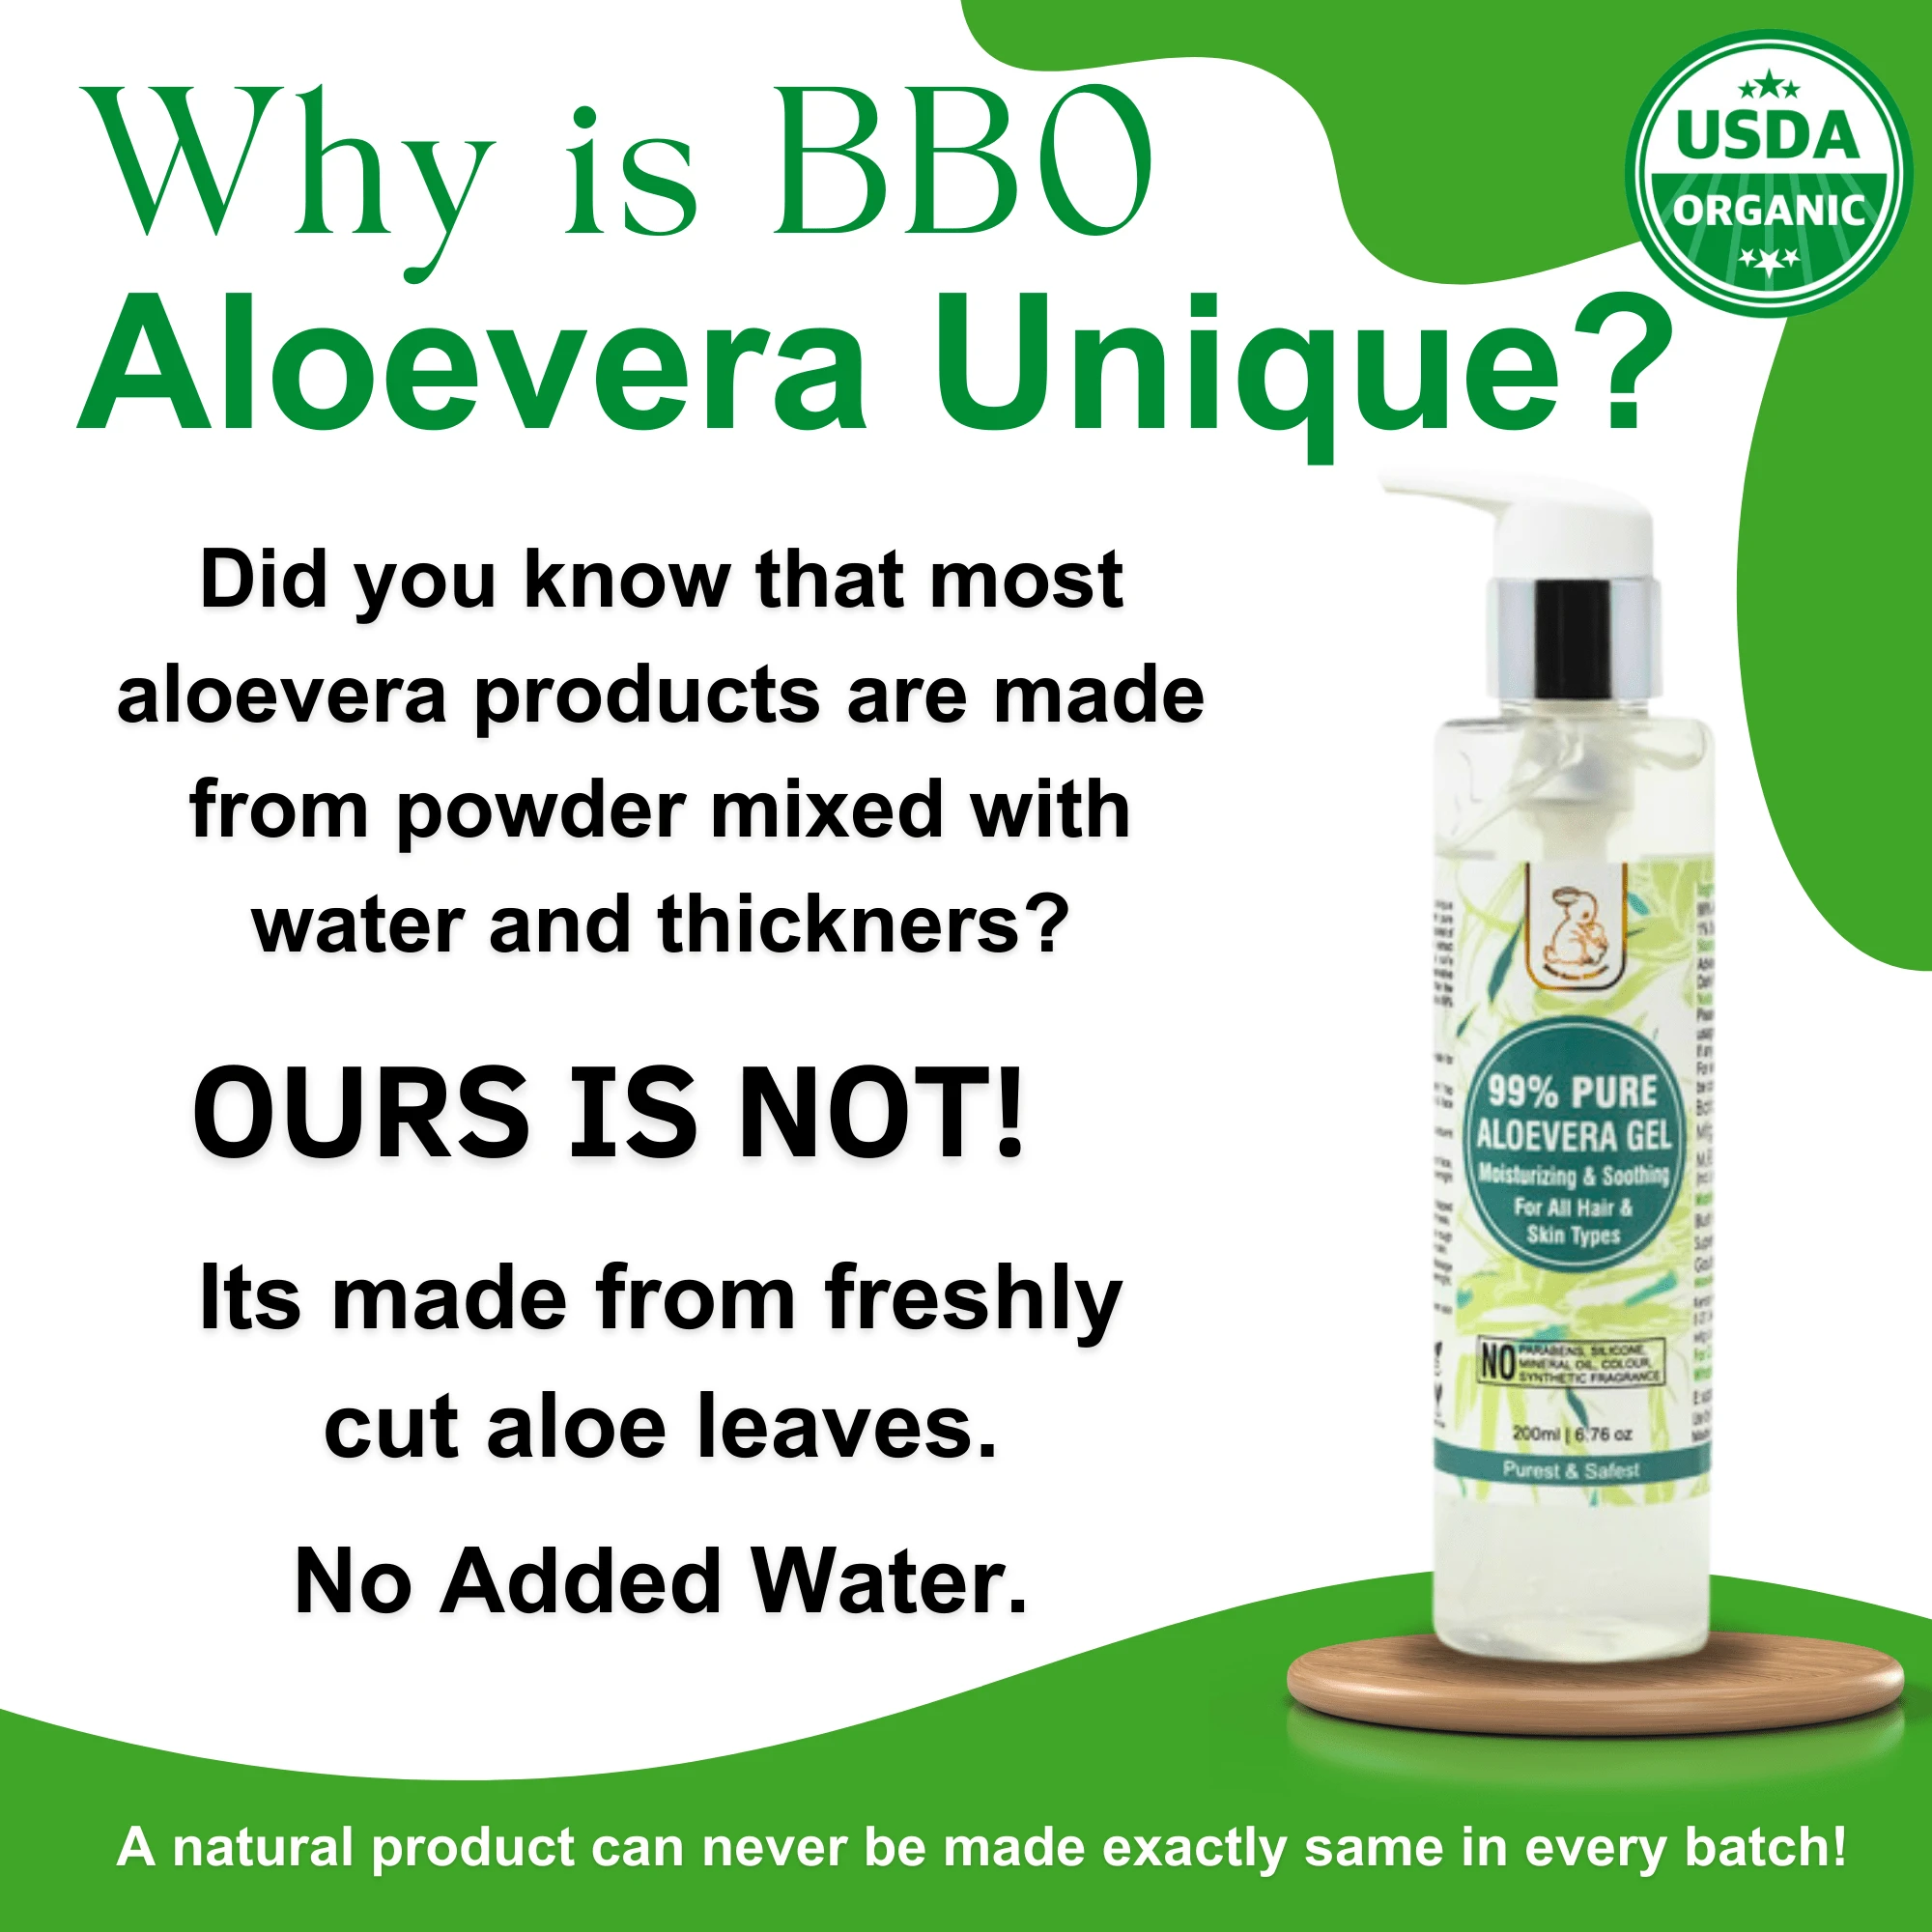 Why is BBO
Aloevera Unique?
USDA
ORGANIC
Did you know that most
aloevera products are made
from powder mixed with
water and thickners?
OURS IS NOT!
Its made from freshly
cut aloe leaves.
No Added Water.
99% PURE
ALOEVERA GEL
Moisturizing & Soothing
For All Hair &
Skin Types
NO PARABENS, SILICONE,
MINERAL OIL, COLOUR,
SYNTHETIC FRAGRANCE
200ml | 6.76 oz
Purest & Safest
A natural product can never be made exactly same in every batch!